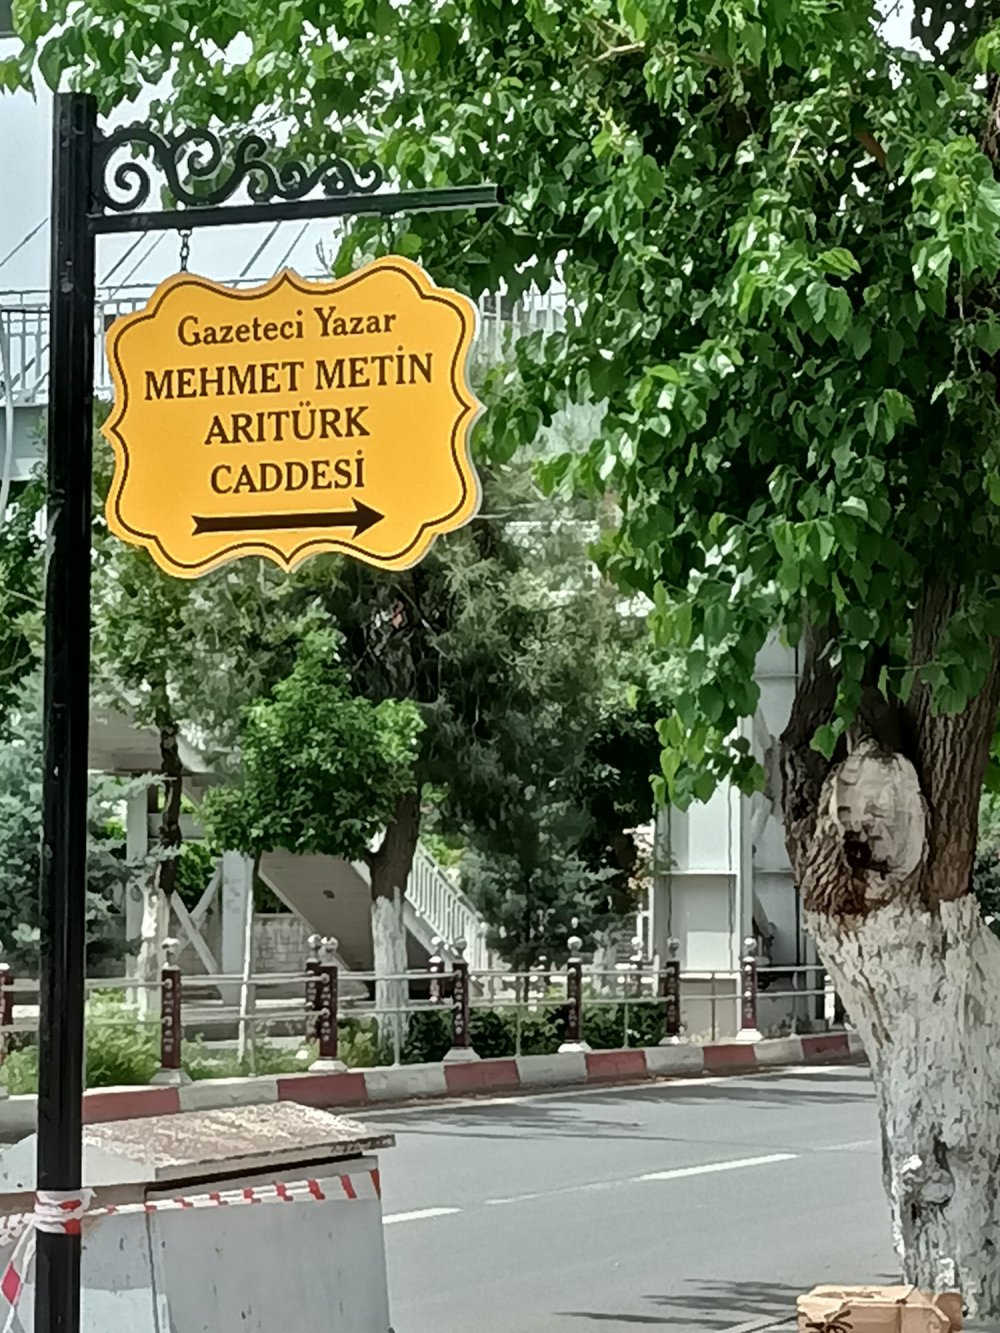 Gazeteci Yazar
MEHMET METİN
ARITÜRK
CADDESİ